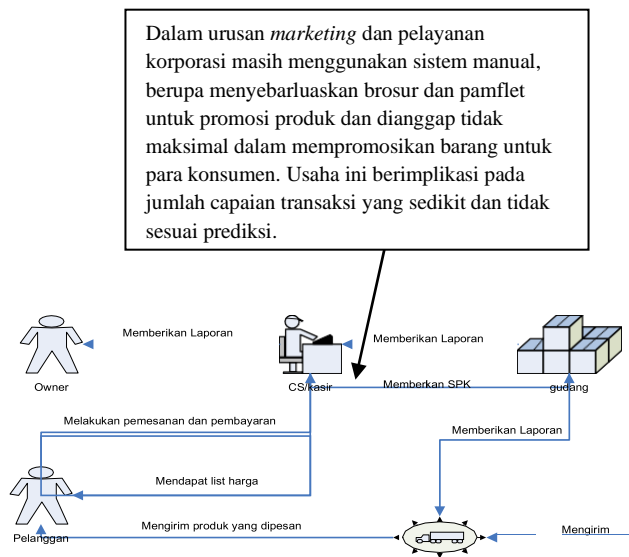 Dalam urusan marketing dan pelayanan
korporasi masih menggunakan sistem manual,
berupa menyebarluaskan brosur dan pamflet
untuk promosi produk dan dianggap tidak
maksimal dalam mempromosikan barang untuk
para konsumen. Usaha ini berimplikasi pada
jumlah capaian transaksi yang sedikit dan tidak
sesuai prediksi.
Memberikan Laporan
Memberikan Laporan
Owner
CS/kasir
Memberkan SPK
gudang
Melakukan pemesanan dan pembayaran
Memberikan Laporan
Mendapat list harga
Mengirim produk yang dipesan
Mengirim
Pelanggan